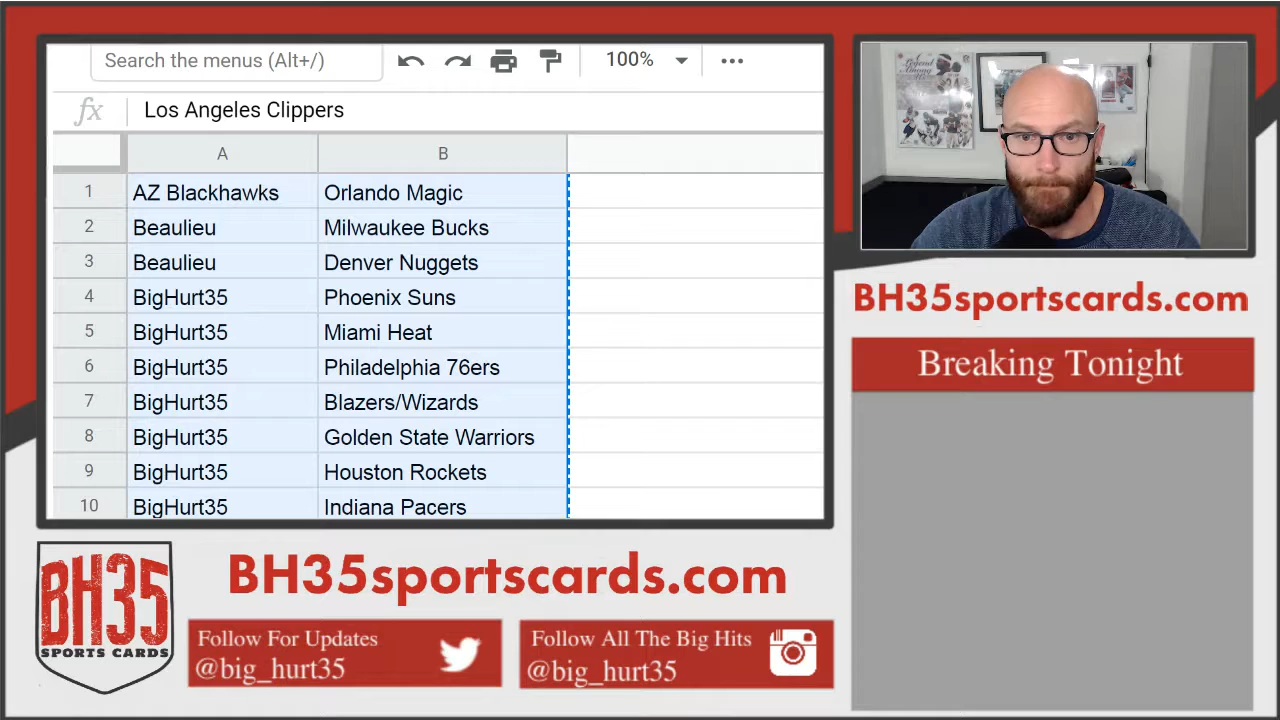 Search the menus (Alt+/)
100%
fx
Los Angeles Clippers
A B
1 AZ Blackhawks Orlando Magic
2 Beaulieu Milwaukee Bucks
3 Beaulieu Denver Nuggets
4 BigHurt35 Phoenix Suns
5 BigHurt35 Miami Heat
6 BigHurt35 Philadelphia 76ers
7 BigHurt35 Blazers/Wizards
8 BigHurt35 Golden State Warriors
9 BigHurt35 Houston Rockets
10 BigHurt35 Indiana Pacers
BH35sportscards.com
Breaking Tonight
BH35
SPORTS CARDS
BH35sportscards.com
Follow For Updates
@big_hurt35
Follow All The Big Hits
@big_hurt35